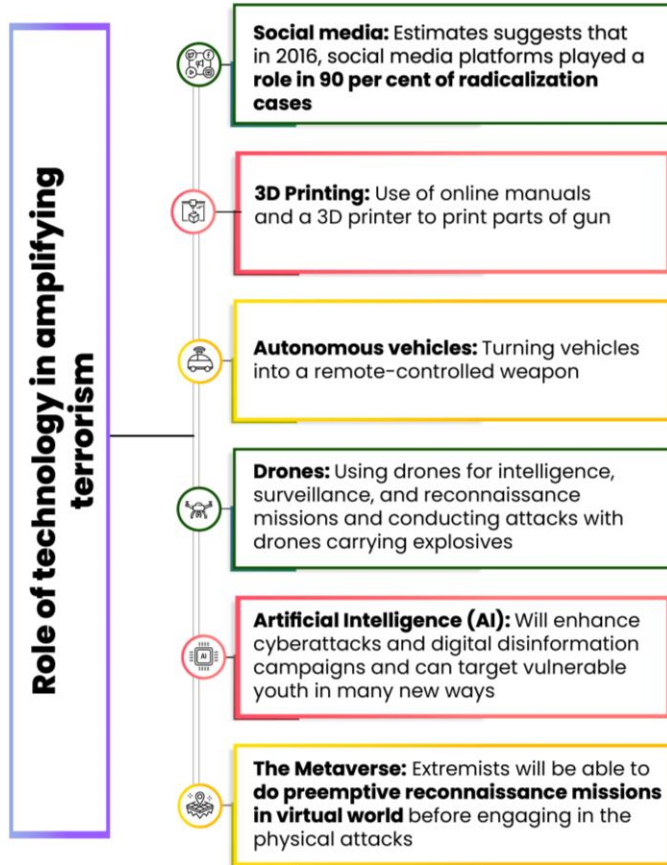 Role of technology in amplifying
terrorism
Social media: Estimates suggests that
in 2016, social media platforms played a
role in 90 per cent of radicalization
cases
3D Printing: Use of online manuals
and a 3D printer to print parts of gun
Autonomous vehicles: Turning vehicles
into a remote-controlled weapon
Drones: Using drones for intelligence,
surveillance, and reconnaissance
missions and conducting attacks with
drones carrying explosives
AI
Artificial Intelligence (AI): Will enhance
cyberattacks and digital disinformation
campaigns and can target vulnerable
youth in many new ways
The Metaverse: Extremists will be able to
do preemptive reconnaissance missions
in virtual world before engaging in the
physical attacks